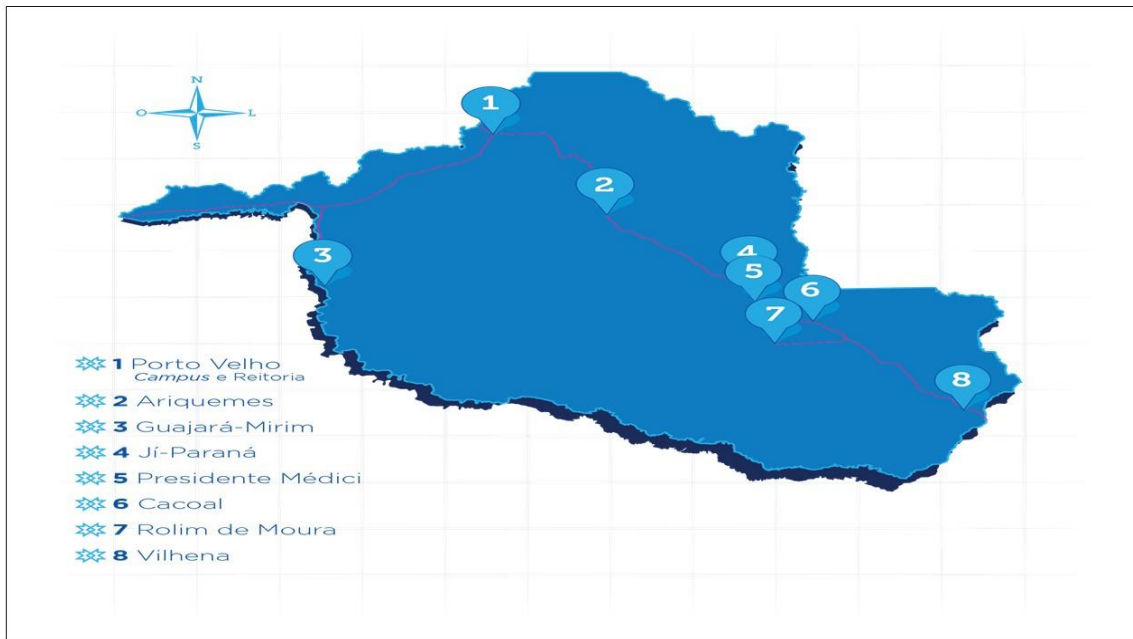 N
O L
S
1
2
3
4
5
6
7
8
1 Porto Velho
Campus e Reitoria
2 Ariquemes
3 Guajará-Mirim
4 Jí-Paraná
5 Presidente Médici
6 Cacoal
7 Rolim de Moura
8 Vilhena